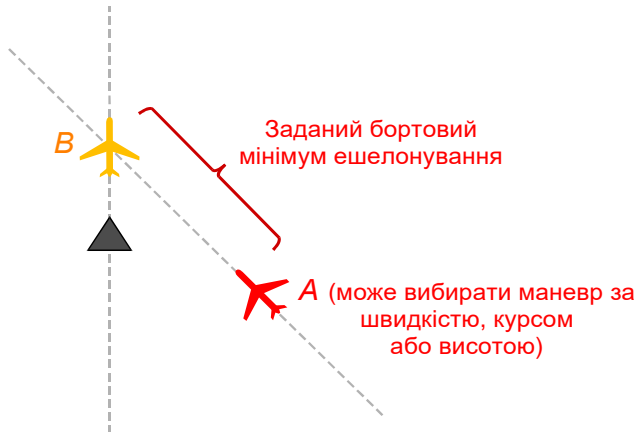 Заданий бортовий
B
мінімум ешелонування
A (може вибирати маневр за
швидкістю, курсом
або висотою)